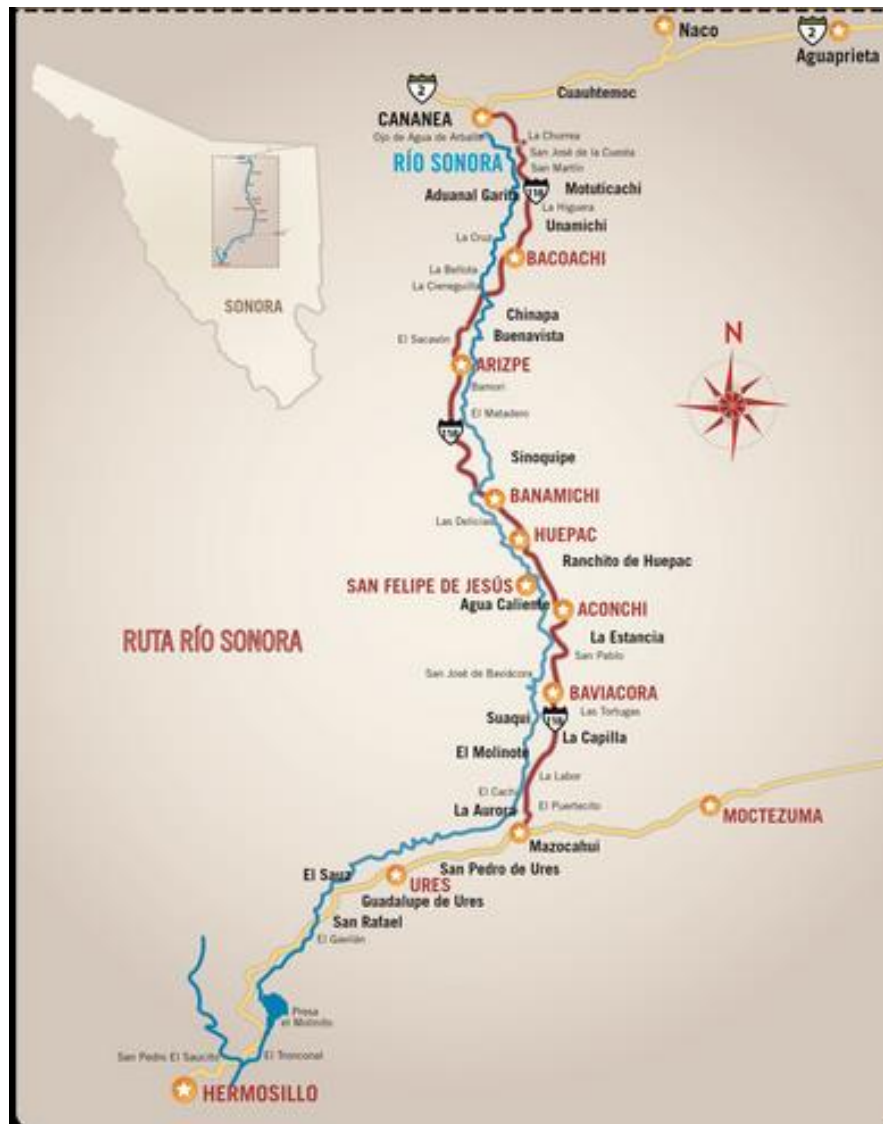 Naco
2
Aguaprieta
2
Cuauhtemoc
CANANEA
Ojo de Agua de Arballo
La Churrea
San José de la Cuesta
RÍO SONORA
San Martín
Aduanal Garita
118
Motuticachi
La Higuera
Unamichi
La Cruz
BACOACHI
La Bellota
La Cieneguilla
SONORA
Chinapa
Buenavista
El Sacavón
N
ARIZPE
Bamori
El Matadero
118
Sinoquipe
BANAMICHI
Las Delicias
HUEPAC
Ranchito de Huepac
SAN FELIPE DE JESÚS
Agua Caliente
ACONCHI
RUTA RÍO SONORA
La Estancia
San Pablo
San José de Baviácora
BAVIACORA
Las Tortugas
Suaqui
118
La Capilla
El Molinote
La Labor
El Cachi
La Aurora
El Puertecito
MOCTEZUMA
Mazocahui
San Pedro de Ures
El Sauz
URES
Guadalupe de Ures
San Rafael
El Gavilán
Presa
el Molinito
San Pedro El Saucito
El Tronconal
HERMOSILLO